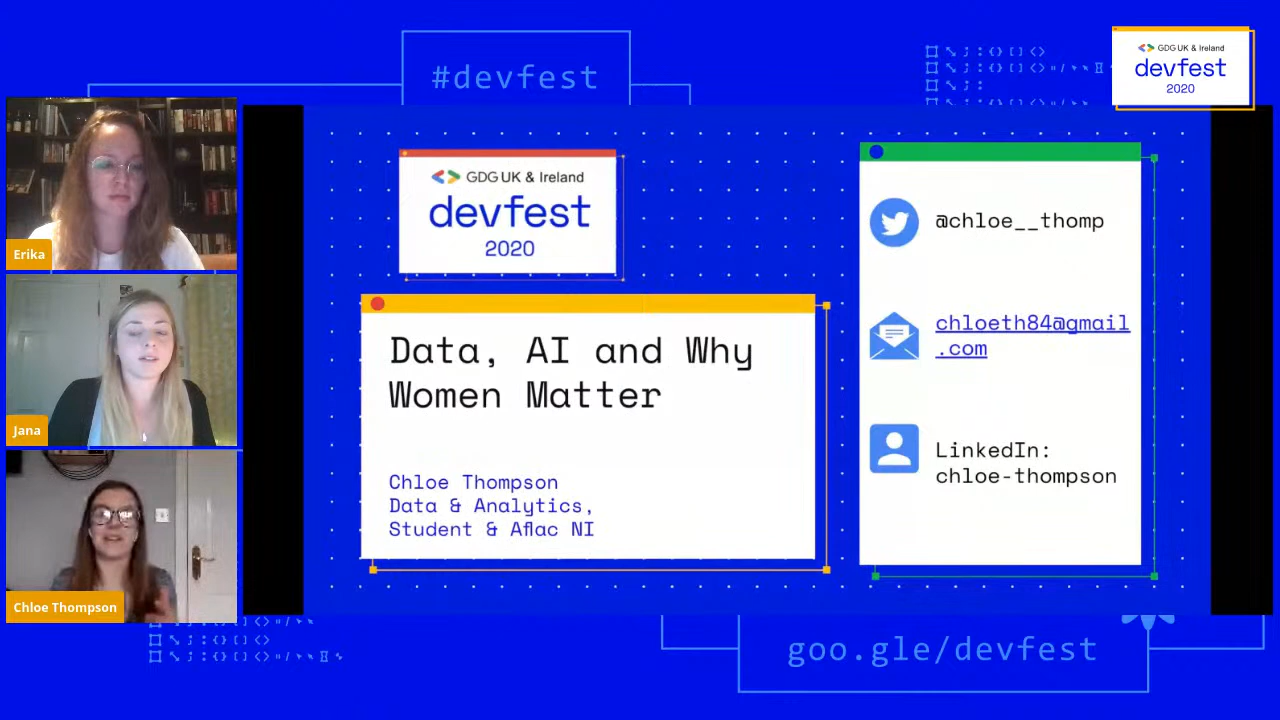 #devfest
GDG UK & Ireland
devfest
2020
Erika
Jana
Chloe Thompson
GDG UK & Ireland
devfest
2020
Data, AI and Why
Women Matter
Chloe Thompson
Data & Analytics,
Student & Aflac NI
@chloe__thomp
chloeth84@gmail
.com
LinkedIn:
chloe-thompson
goo.gle/devfest